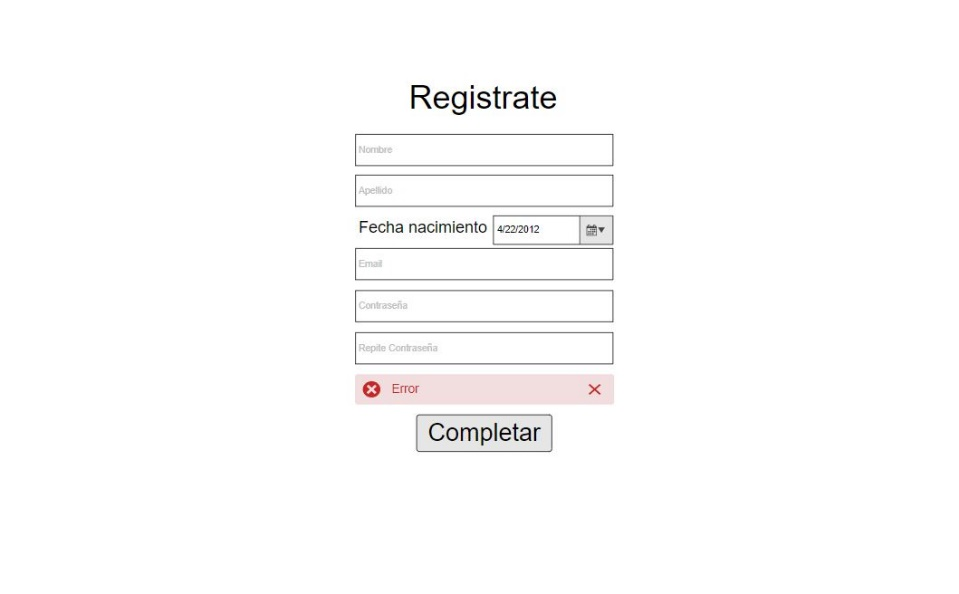 Registrate
Nombre
Apellido
Fecha nacimiento 4/22/2012
Email
Contraseña
Repite Contraseña
Error
Completar